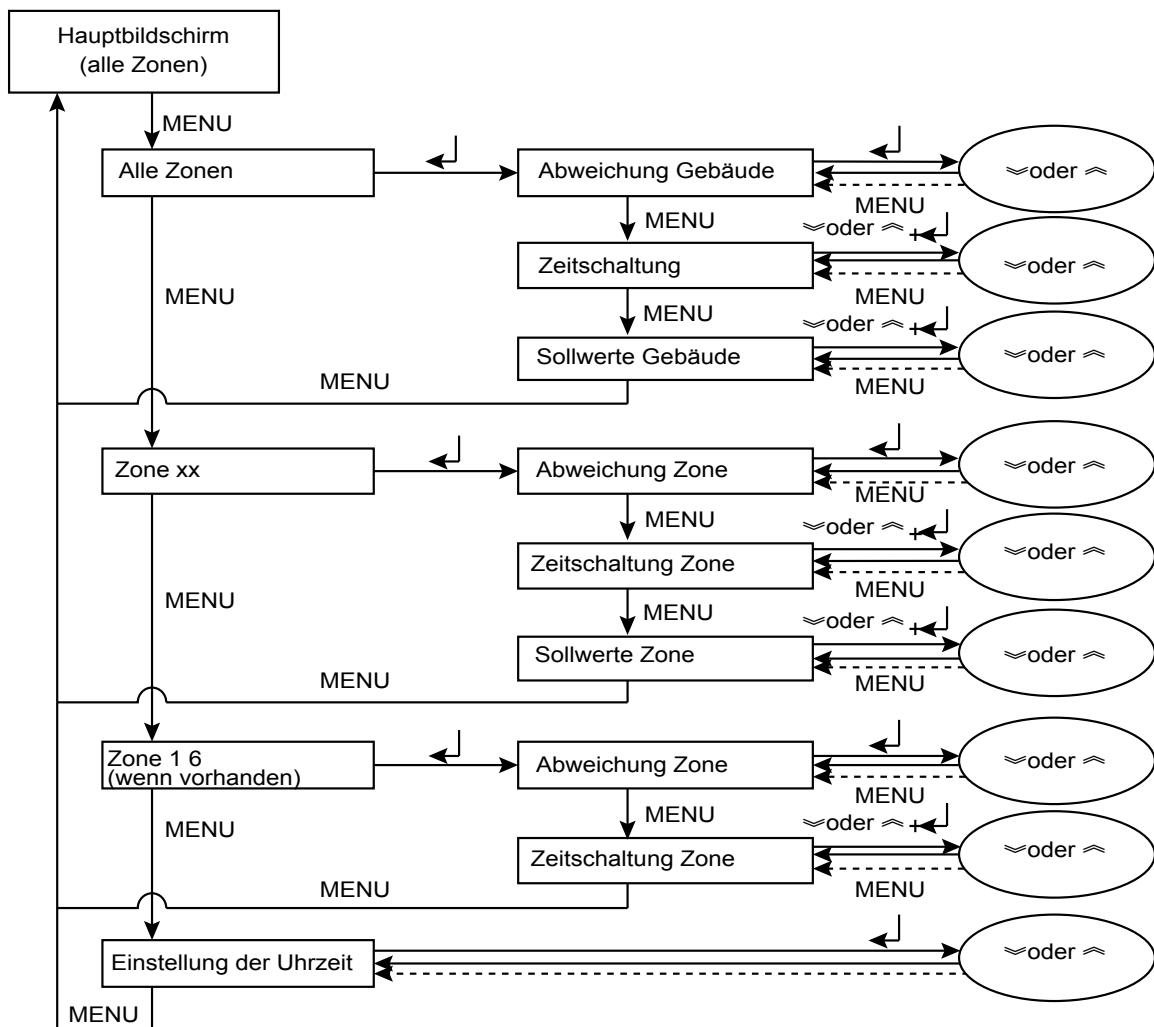 Hauptbildschirm
(alle Zonen)
MENU
Alle Zonen
Abweichung Gebäude
oder
MENU
MENU
oder
Zeitschaltung
oder
MENU
MENU
MENU
oder
Sollwerte Gebäude
oder
MENU
MENU
Zone xx
Abweichung Zone
oder
MENU
MENU
oder
Zeitschaltung Zone
oder
MENU
MENU
MENU
oder
Sollwerte Zone
oder
MENU
MENU
Zone 1 6
(wenn vorhanden)
Abweichung Zone
oder
MENU
MENU
oder
MENU
Zeitschaltung Zone
oder
MENU
MENU
Einstellung der Uhrzeit
oder
MENU